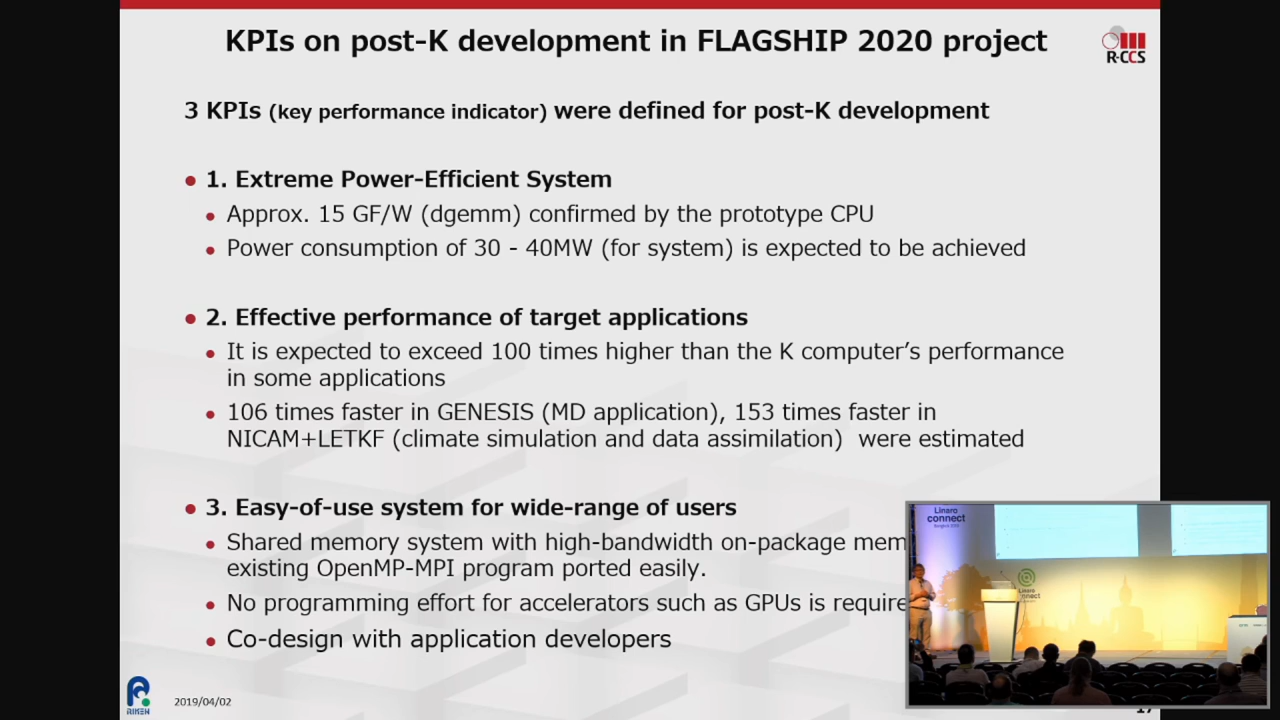 KPIs on post-K development in FLAGSHIP 2020 project
R-CCS
3 KPIs (key performance indicator) were defined for post-K development
1. Extreme Power-Efficient System
Approx. 15 GF/W (dgemm) confirmed by the prototype CPU
Power consumption of 30 - 40MW (for system) is expected to be achieved
2. Effective performance of target applications
It is expected to exceed 100 times higher than the K computer’s performance
in some applications
106 times faster in GENESIS (MD application), 153 times faster in
NICAM+LETKF (climate simulation and data assimilation) were estimated
3. Easy-of-use system for wide-range of users
Shared memory system with high-bandwidth on-package mem
existing OpenMP-MPI program ported easily.
No programming effort for accelerators such as GPUs is require
Co-design with application developers
Linaro
connect
Linaro
connect
RIKEN
2019/04/02
17